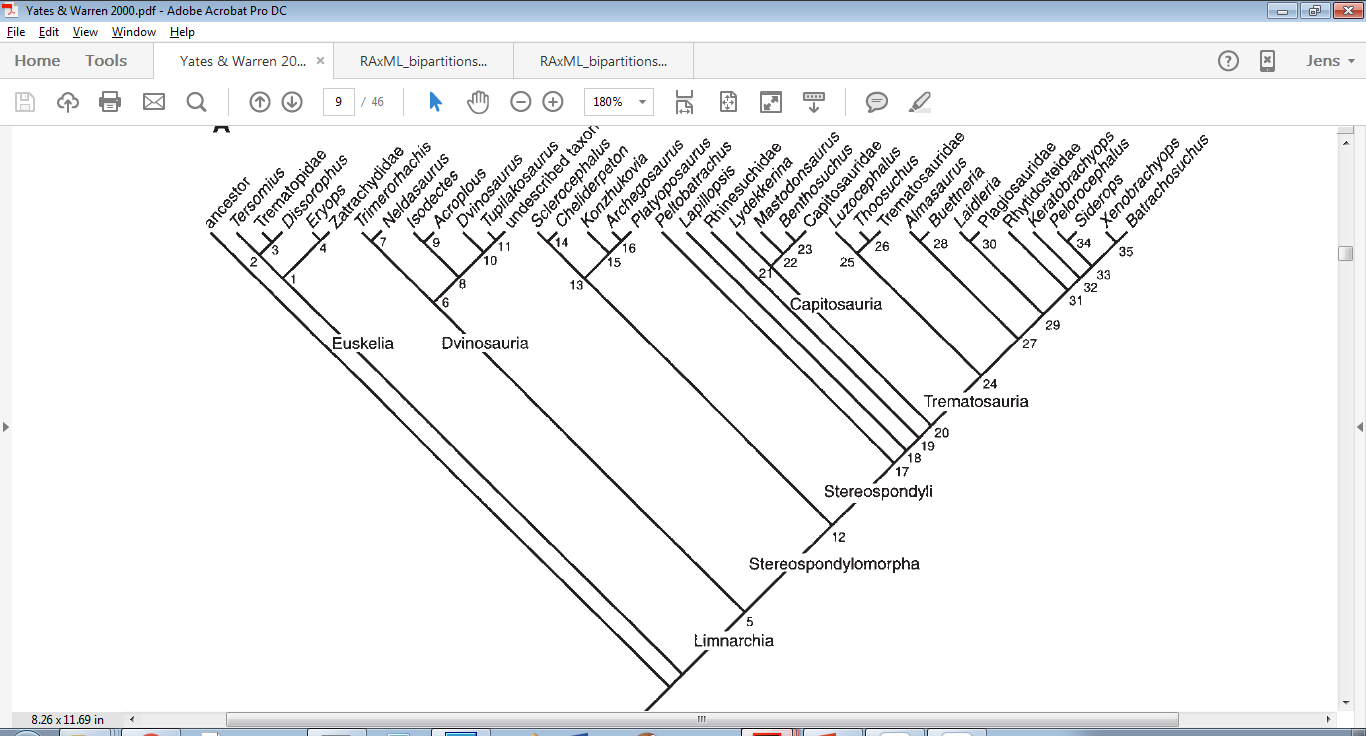 Yates & Warren 2000.pdf - Adobe Acrobat Pro DC
File Edit View Window Help
Home Tools Yates & Warren 20... × RAxML_bipartitions... RAxML_bipartitions... Jens
9 / 46 180%
A
ancestor
Tersomius
Trematopidae
Dissorophus
Eryops
Zatrachydidae
Trimerorhachis
Neldasaurus
Isodectes
Acroplous
Dvinosaurus
Tupilakosaurus
undescribed taxon
Sclerocephalus
Cheliderpeton
Konzhukovia
Archegosaurus
Platyoposaurus
Peltobatrachus
Lapillopsis
Rhinesuchidae
Lydekkerina
Mastodonsaurus
Benthosuchus
Capitosauridae
Luzocephalus
Thoosuchus
Trematosauridae
Almasaurus
Buettneria
Laidleria
Plagiosauridae
Rhytidosteidae
Keratobrachyops
Pelorocephalus
Siderops
Xenobrachyops
Batrachosuchus
2 3 1 4 7 9 11 10 8 6 14 16 15 13 23 22 21 26 25 28 30 34 35 33 32 31 29 27
Capitosauria
Euskelia
Dvinosauria
24
Trematosauria
20
19
18
17
Stereospondyli
12
Stereospondylomorpha
5
Limnarchia
8.26 x 11.69 in